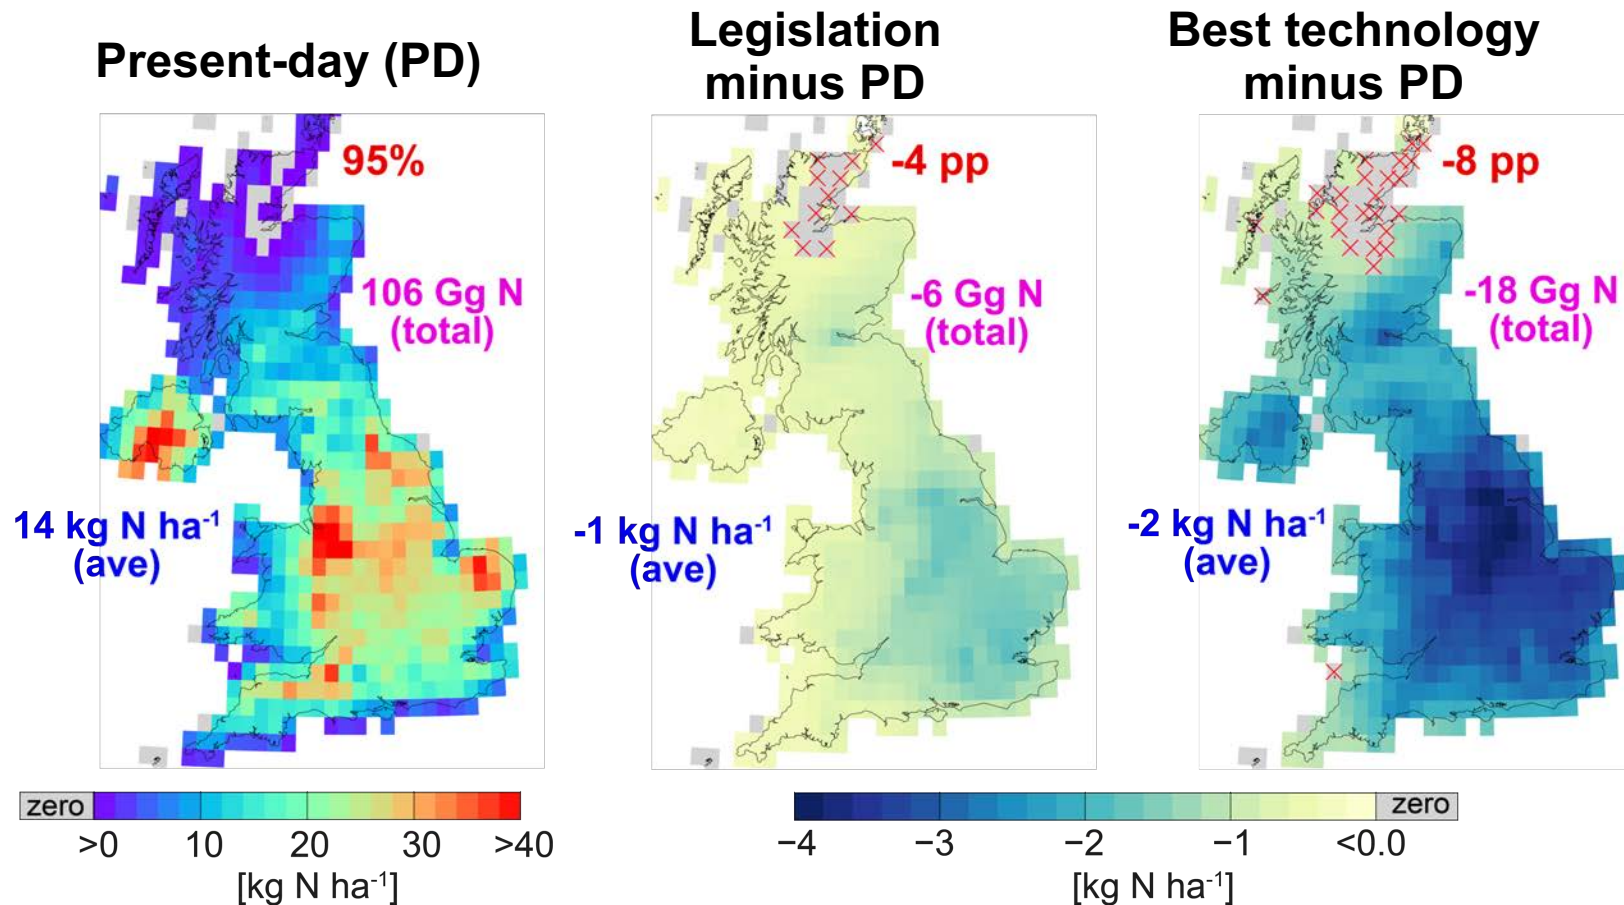 Present-day (PD)
Legislation
minus PD
Best technology
minus PD
95%
-4 pp
-8 pp
106 Gg N
(total)
-6 Gg N
(total)
-18 Gg N
(total)
14 kg N ha⁻¹
(ave)
-1 kg N ha⁻¹
(ave)
-2 kg N ha⁻¹
(ave)
zero
>0 10 20 30 >40
[kg N ha⁻¹]
zero
−4 −3 −2 −1 <0.0
[kg N ha⁻¹]